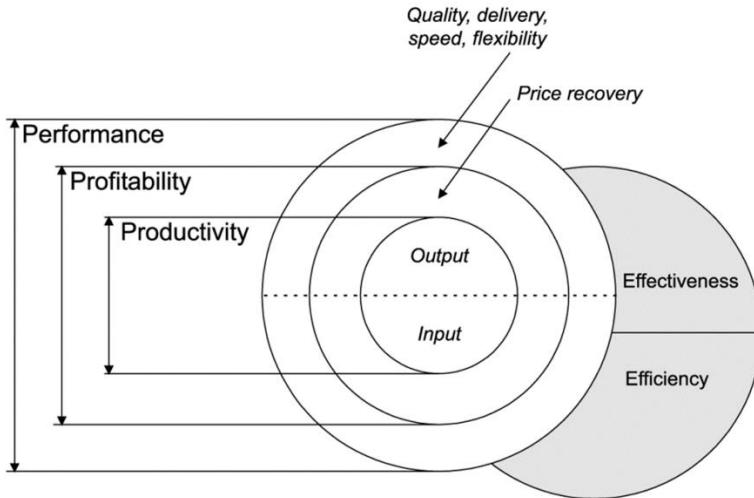 Quality, delivery,
speed, flexibility
Price recovery
Performance
Profitability
Productivity
Output
Input
Effectiveness
Efficiency